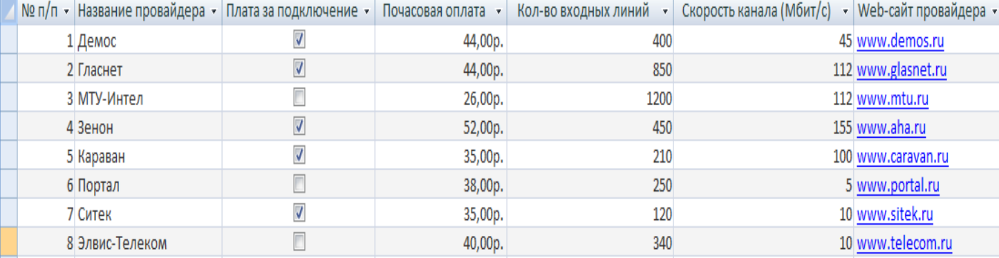 № п/п Название провайдера Плата за подключение Почасовая оплата Кол-во входных линий Скорость канала (Мбит/с) Web-сайт провайдера
1 Демос 44,00р. 400 45 www.demos.ru
2 Гласнет 44,00р. 850 112 www.glasnet.ru
3 МТУ-Интел 26,00р. 1200 112 www.mtu.ru
4 Зенон 52,00р. 450 155 www.aha.ru
5 Караван 35,00р. 210 100 www.caravan.ru
6 Портал 38,00р. 250 5 www.portal.ru
7 Ситек 35,00р. 120 10 www.sitek.ru
8 Элвис-Телеком 40,00р. 340 10 www.telecom.ru